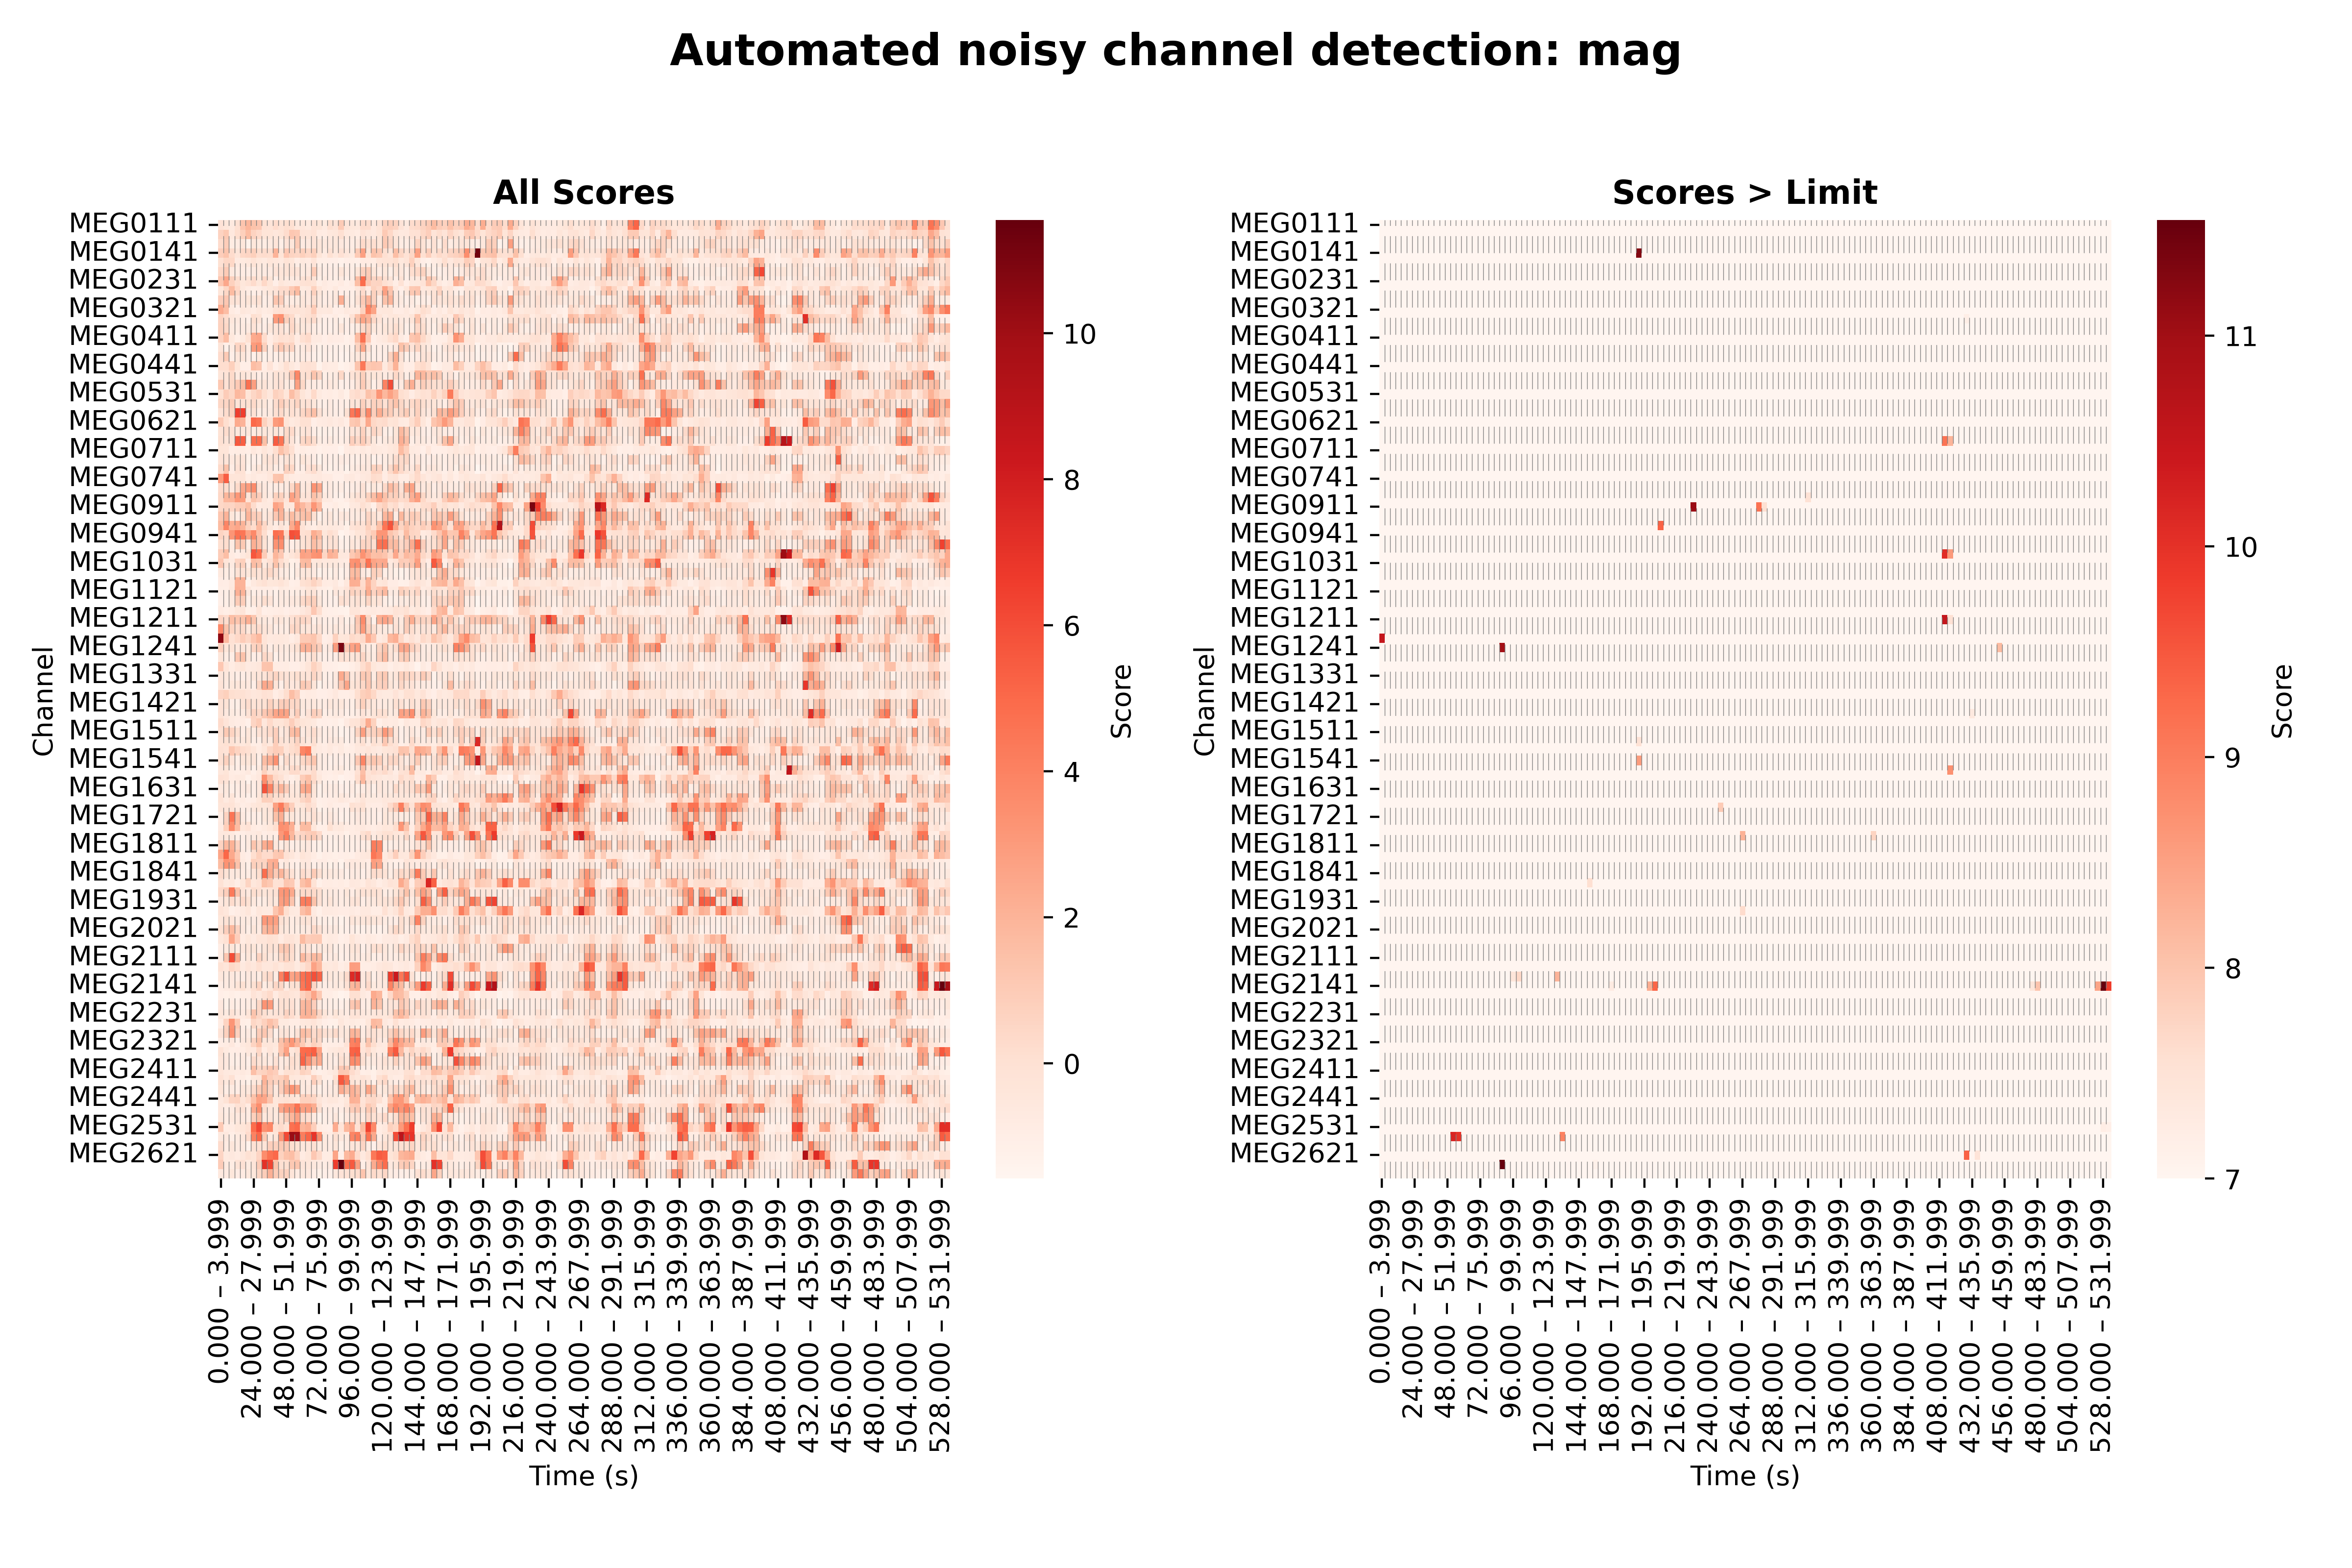 Automated noisy channel detection: mag
All Scores
Channel
MEG0111
MEG0141
MEG0231
MEG0321
MEG0411
MEG0441
MEG0531
MEG0621
MEG0711
MEG0741
MEG0911
MEG0941
MEG1031
MEG1121
MEG1211
MEG1241
MEG1331
MEG1421
MEG1511
MEG1541
MEG1631
MEG1721
MEG1811
MEG1841
MEG1931
MEG2021
MEG2111
MEG2141
MEG2231
MEG2321
MEG2411
MEG2441
MEG2531
MEG2621
0.000 – 3.999
24.000 – 27.999
48.000 – 51.999
72.000 – 75.999
96.000 – 99.999
120.000 – 123.999
144.000 – 147.999
168.000 – 171.999
192.000 – 195.999
216.000 – 219.999
240.000 – 243.999
264.000 – 267.999
288.000 – 291.999
312.000 – 315.999
336.000 – 339.999
360.000 – 363.999
384.000 – 387.999
408.000 – 411.999
432.000 – 435.999
456.000 – 459.999
480.000 – 483.999
504.000 – 507.999
528.000 – 531.999
Time (s)
10
8
6
4
2
0
Score
Scores > Limit
Channel
MEG0111
MEG0141
MEG0231
MEG0321
MEG0411
MEG0441
MEG0531
MEG0621
MEG0711
MEG0741
MEG0911
MEG0941
MEG1031
MEG1121
MEG1211
MEG1241
MEG1331
MEG1421
MEG1511
MEG1541
MEG1631
MEG1721
MEG1811
MEG1841
MEG1931
MEG2021
MEG2111
MEG2141
MEG2231
MEG2321
MEG2411
MEG2441
MEG2531
MEG2621
0.000 – 3.999
24.000 – 27.999
48.000 – 51.999
72.000 – 75.999
96.000 – 99.999
120.000 – 123.999
144.000 – 147.999
168.000 – 171.999
192.000 – 195.999
216.000 – 219.999
240.000 – 243.999
264.000 – 267.999
288.000 – 291.999
312.000 – 315.999
336.000 – 339.999
360.000 – 363.999
384.000 – 387.999
408.000 – 411.999
432.000 – 435.999
456.000 – 459.999
480.000 – 483.999
504.000 – 507.999
528.000 – 531.999
Time (s)
11
10
9
8
7
Score